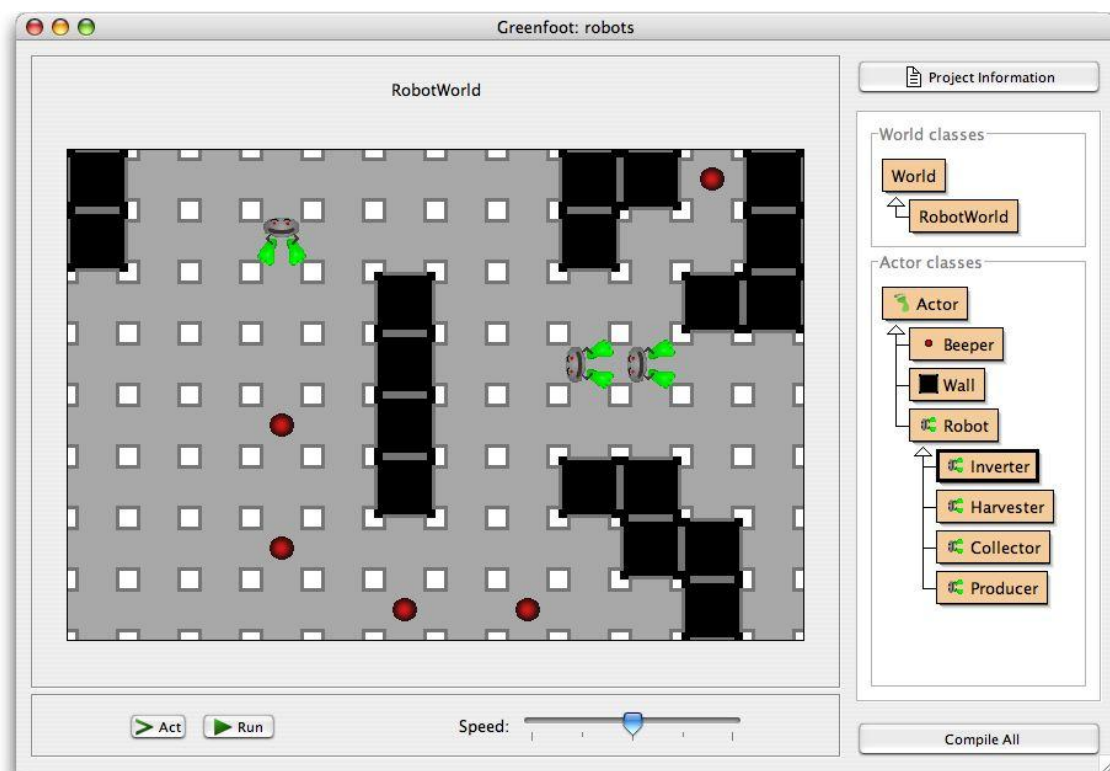 Greenfoot: robots
RobotWorld
Project Information
World classes
World
RobotWorld
Actor classes
Actor
Beeper
Wall
Robot
Inverter
Harvester
Collector
Producer
Act
Run
Speed:
Compile All